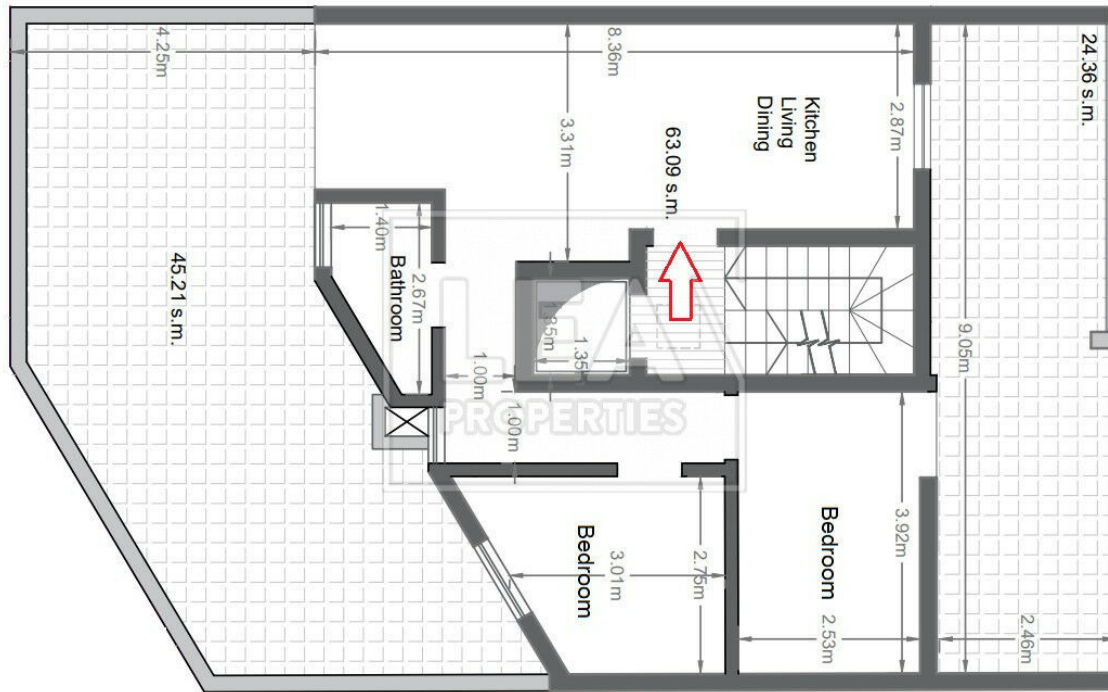 24.36 s.m.
2.46m
9.05m
2.87m
3.92m
Kitchen
Living
Dining
Bedroom
2.53m
63.09 s.m.
8.36m
2.75m
3.31m
3.01m
Bedroom
1.35
1.00m
1.00m
2.67m
Bathroom
1.40m
4.25m
45.21 s.m.
LEA
PROPERTIES